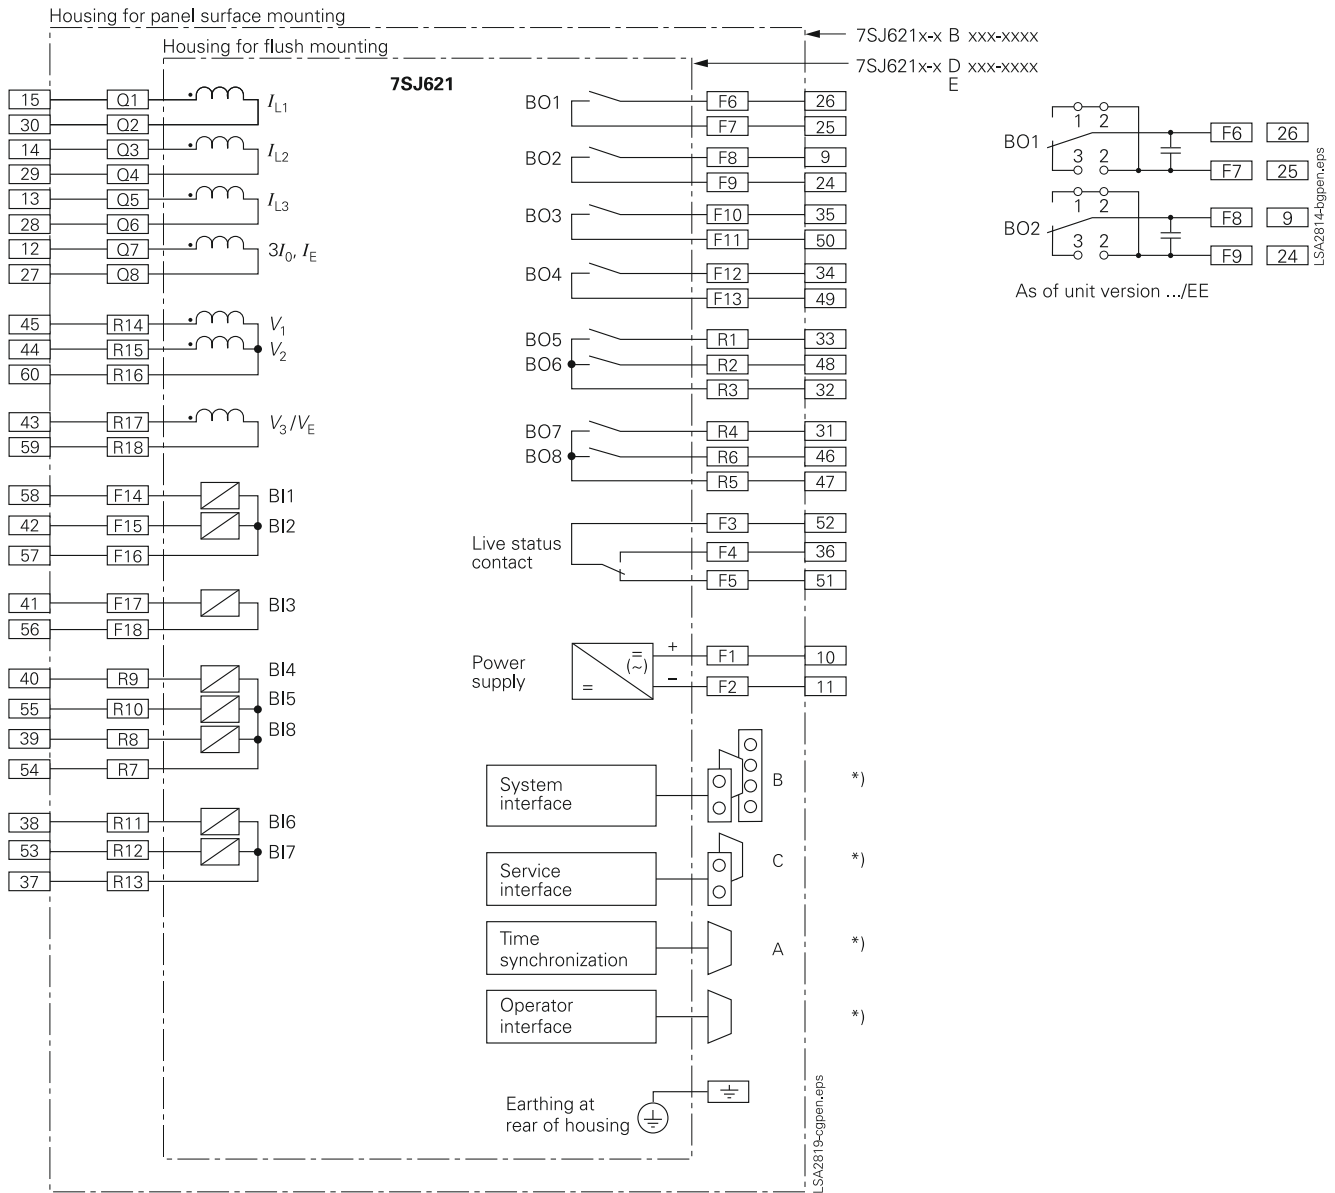 Housing for panel surface mounting
Housing for flush mounting
7SJ621
7SJ621x-x B xxx-xxxx
7SJ621x-x D xxx-xxxx
E
15 Q1 I L1
30 Q2
14 Q3 I L2
29 Q4
13 Q5 I L3
28 Q6
12 Q7 3I0, IE
27 Q8
45 R14 V1
44 R15 V2
60 R16
43 R17 V3/VE
59 R18
58 F14 BI1
42 F15 BI2
57 F16
41 F17 BI3
56 F18
40 R9 BI4
55 R10 BI5
39 R8 BI8
54 R7
38 R11 BI6
53 R12 BI7
37 R13
BO1 F6 26
F7 25
BO2 F8 9
F9 24
BO3 F10 35
F11 50
BO4 F12 34
F13 49
BO5 R1 33
BO6 R2 48
R3 32
BO7 R4 31
BO8 R6 46
R5 47
Live status
contact
F3 52
F4 36
F5 51
Power
supply
= (~) =
+ F1 10
– F2 11
System
interface
B *)
Service
interface
C *)
Time
synchronization
A *)
Operator
interface
*)
Earthing at
rear of housing
LSA2819-cgpen.eps
BO1
1 2
3 2
F6 26
F7 25
BO2
1 2
3 2
F8 9
F9 24
As of unit version .../EE
LSA2814-bgpen.eps